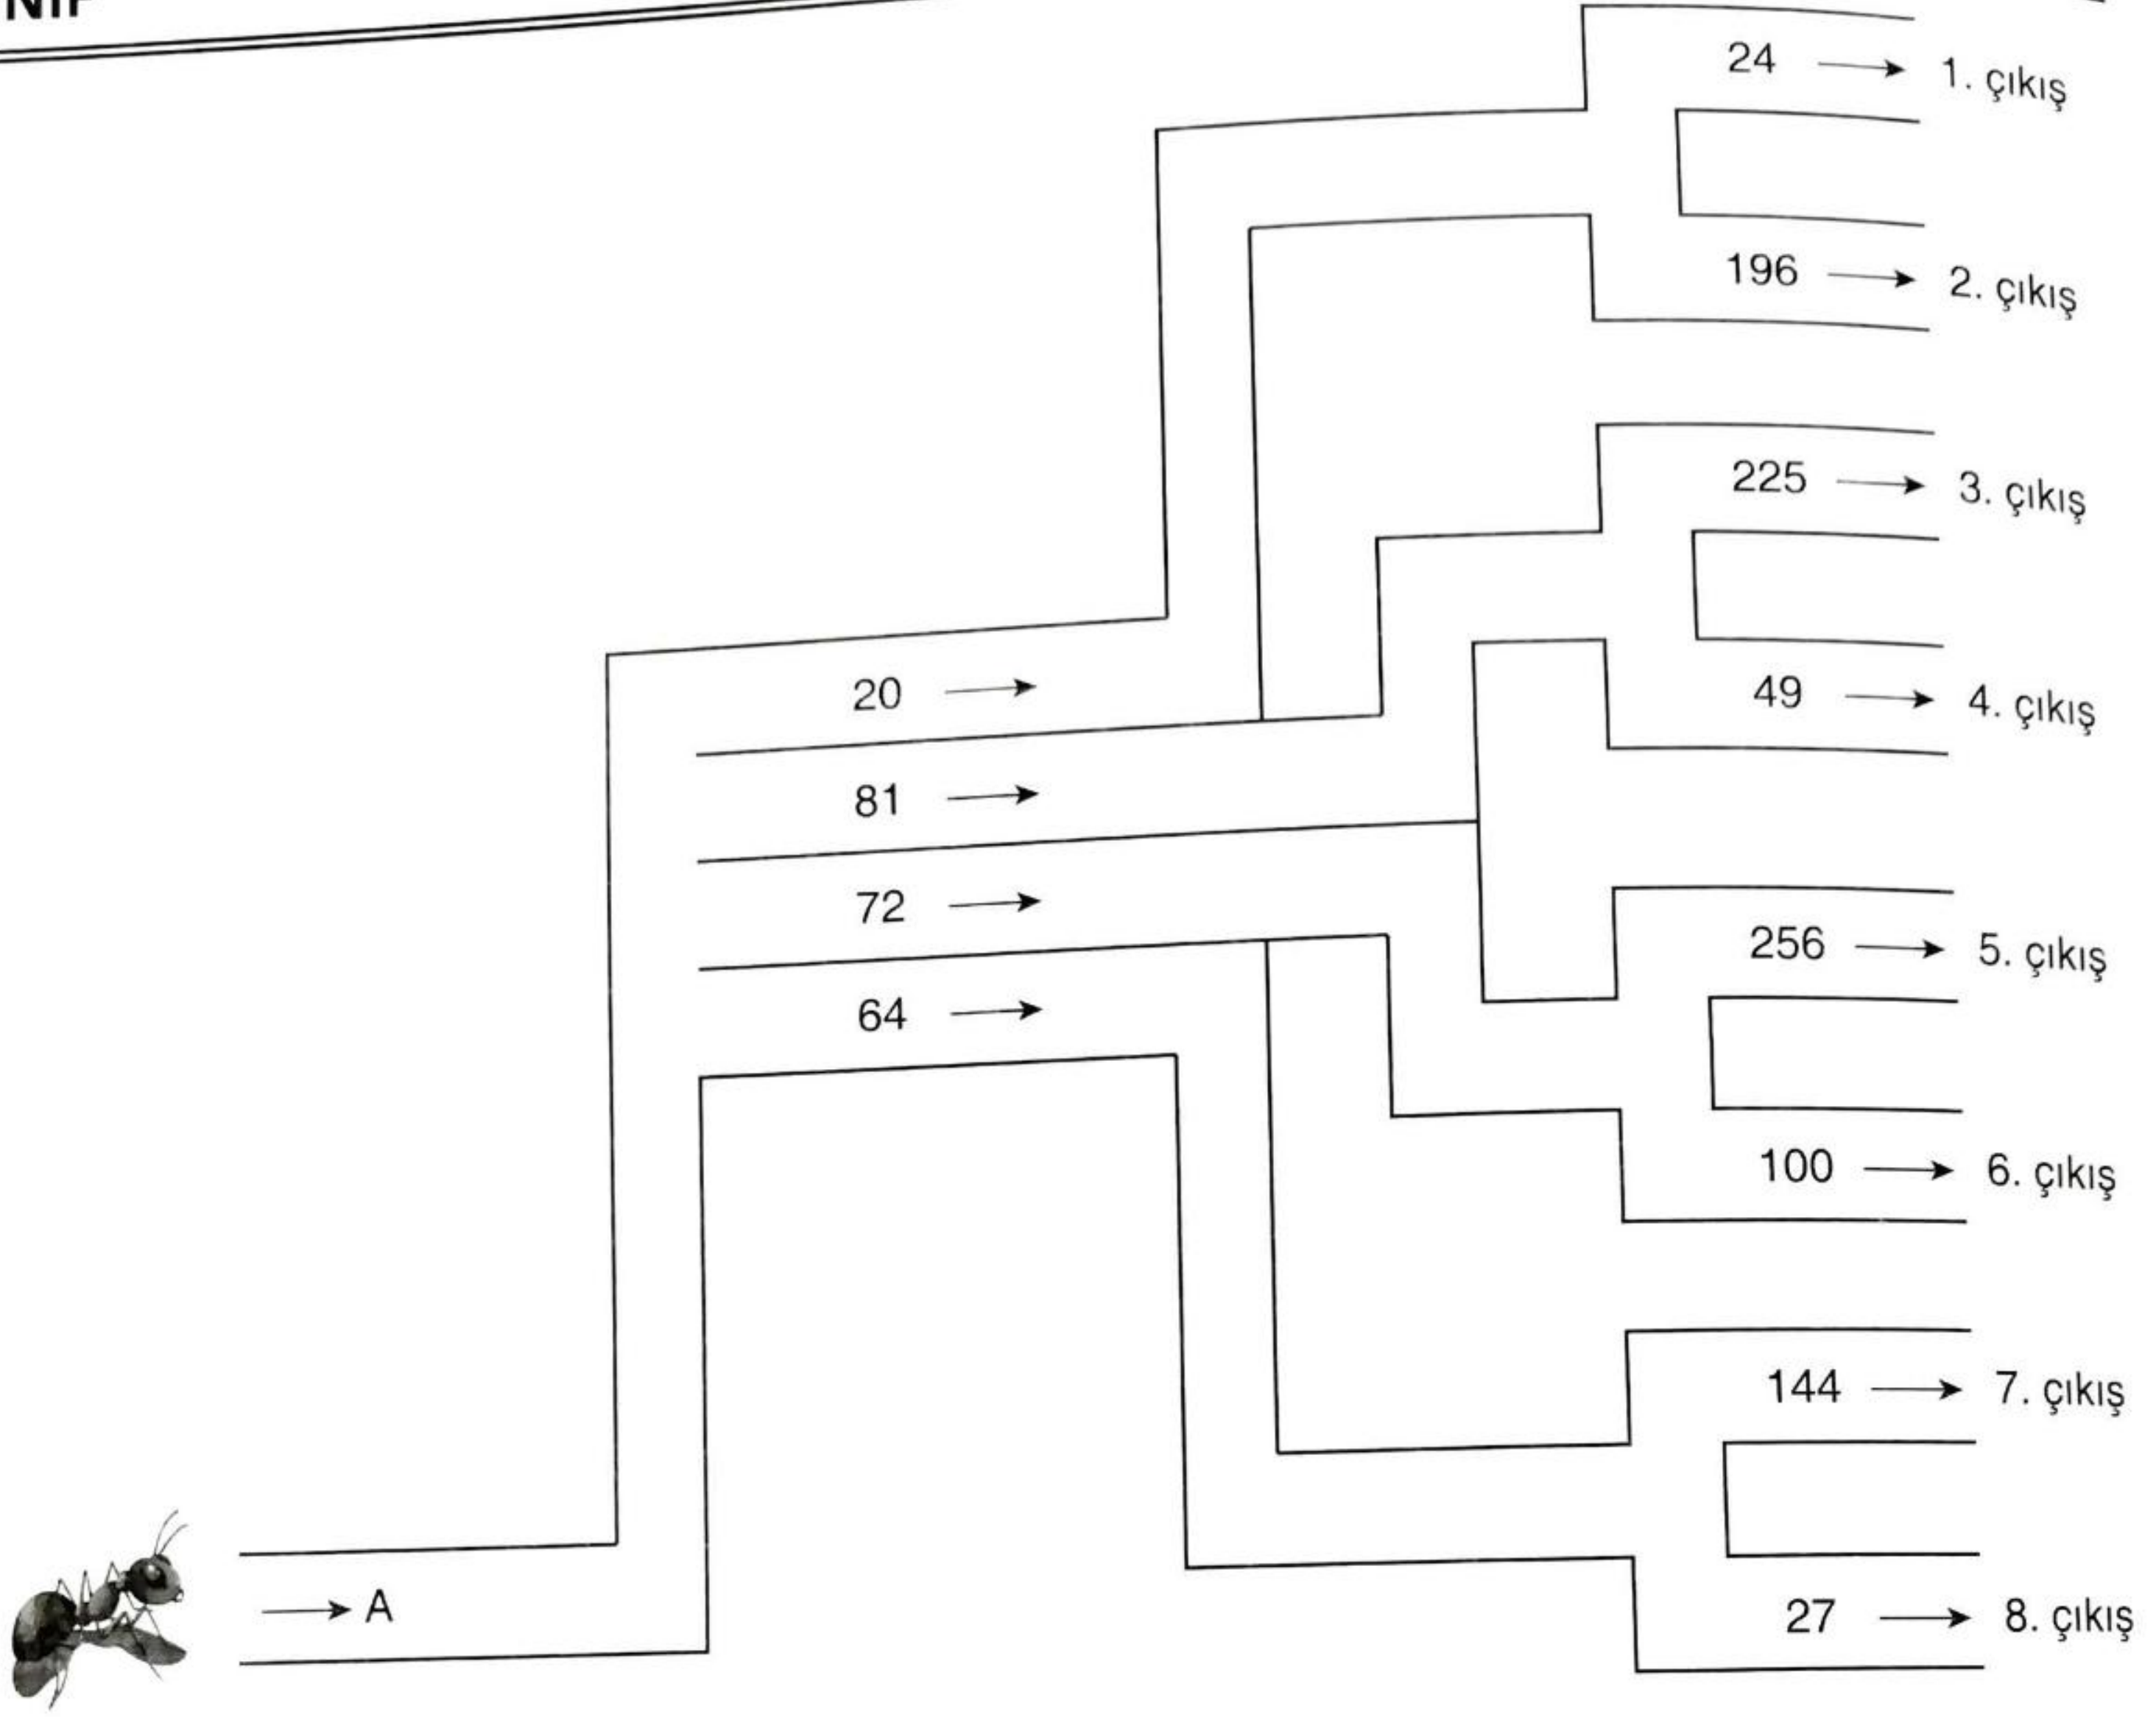 24 → 1. çıkış
196 → 2. çıkış
225 → 3. çıkış
20 →
49 → 4. çıkış
81 →
72 →
256 → 5. çıkış
64 →
100 → 6. çıkış
144 → 7. çıkış
→ A
27 → 8. çıkış